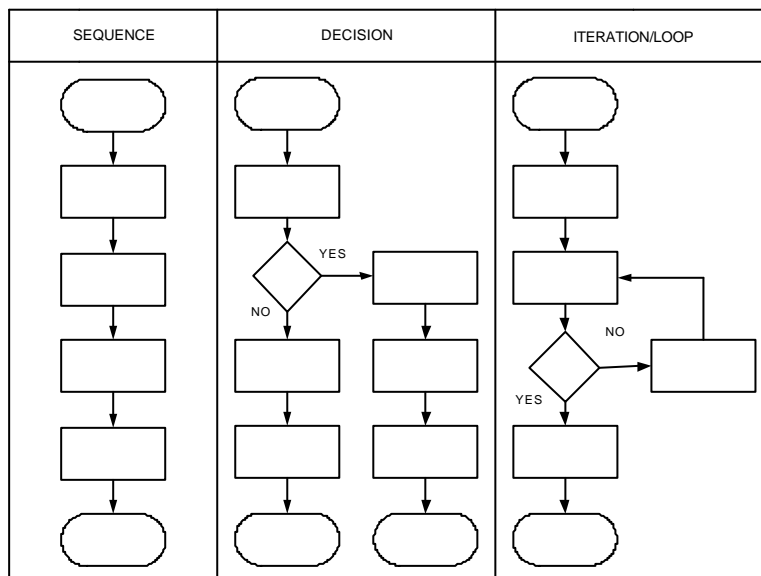 SEQUENCE
DECISION
ITERATION/LOOP
YES
NO
NO
YES